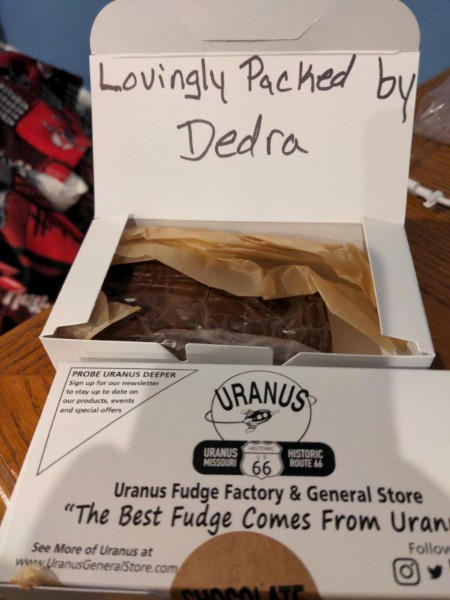 Lovingly Packed by
Dedra
PROBE URANUS DEEPER
Sign up for our newsletter
to stay up to date on
our products, events
and special offers
URANUS
URANUS
MISSOURI
HISTORIC
U S
66
HISTORIC
ROUTE 66
Uranus Fudge Factory & General Store
"The Best Fudge Comes From Uran
See More of Uranus at
www.UranusGeneralStore.com
Follow
CHOCOLATE